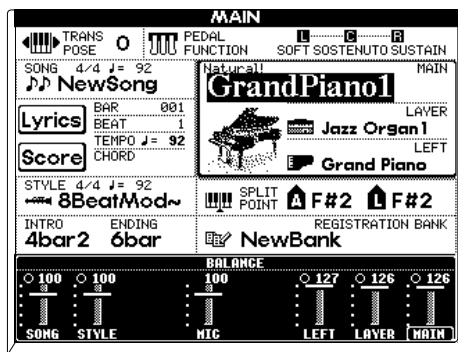 MAIN
TRANSPOSE 0
PEDAL FUNCTION
L C R
SOFT SOSTENUTO SUSTAIN
SONG 4/4 ♩= 92
NewSong
Lyrics
Score
BAR 001
BEAT 1
TEMPO ♩= 92
CHORD
Natural! MAIN
GrandPiano1
LAYER
Jazz Organ1
LEFT
Grand Piano
STYLE 4/4 ♩= 92
8BeatMod~
SPLIT POINT A F#2 L F#2
INTRO ENDING
4bar2 6bar
REGISTRATION BANK
NewBank
BALANCE
100 100 100 127 126 126
SONG STYLE MIC LEFT LAYER MAIN